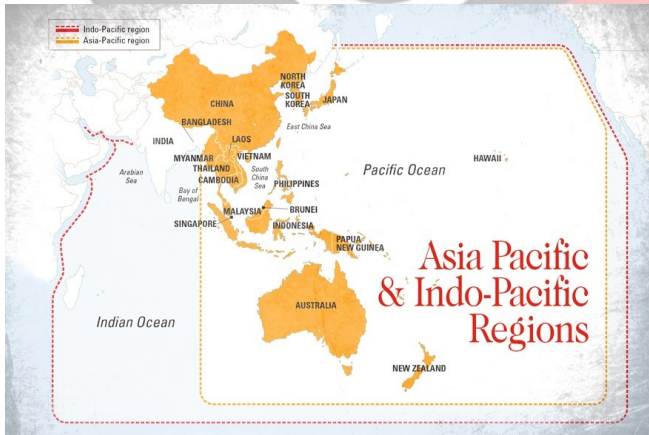 Indo-Pacific region
Asia-Pacific region
NORTH
KOREA
SOUTH
KOREA
JAPAN
CHINA
East China Sea
BANGLADESH
INDIA
LAOS
MYANMAR
VIETNAM
THAILAND
CAMBODIA
South
China
Sea
Arabian
Sea
Bay of
Bengal
PHILIPPINES
Pacific Ocean
HAWAII
MALAYSIA
BRUNEI
SINGAPORE
INDONESIA
PAPUA
NEW GUINEA
Asia Pacific
& Indo-Pacific
Regions
AUSTRALIA
Indian Ocean
NEW ZEALAND